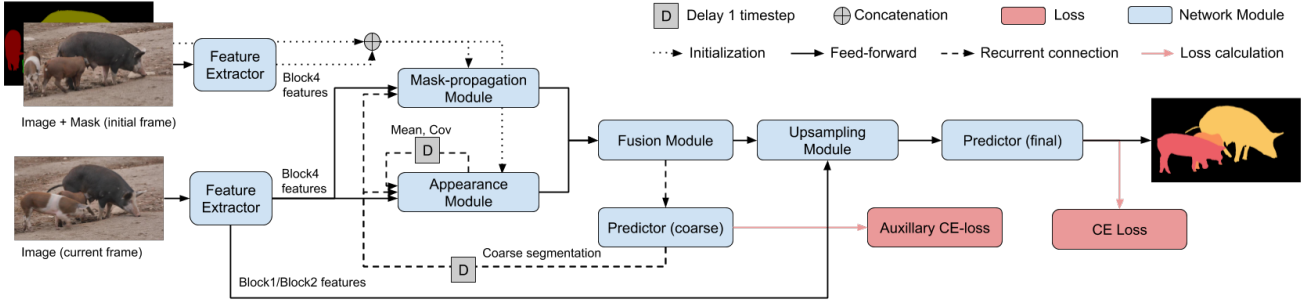 D
Delay 1 timestep
Concatenation
Loss
Network Module
Initialization
Feed-forward
Recurrent connection
Loss calculation
Feature
Extractor
Block4
features
Mask-propagation
Module
Image + Mask (initial frame)
Mean, Cov
D
Fusion Module
Upsampling
Module
Predictor (final)
Block4
features
Feature
Extractor
Appearance
Module
Predictor (coarse)
Auxillary CE-loss
CE Loss
Image (current frame)
Coarse segmentation
D
Block1/Block2 features